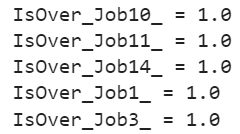 IsOver_Job10_ = 1.0
IsOver_Job11_ = 1.0
IsOver_Job14_ = 1.0
IsOver_Job1_ = 1.0
IsOver_Job3_ = 1.0